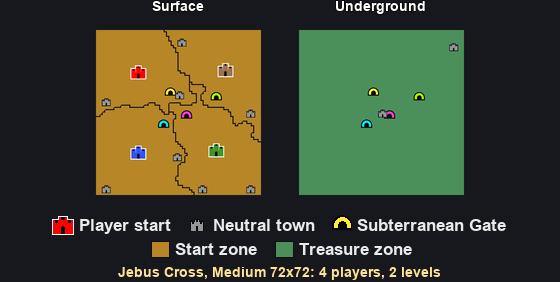 Surface Underground
Player start Neutral town Subterranean Gate
Start zone Treasure zone
Jebus Cross, Medium 72x72: 4 players, 2 levels